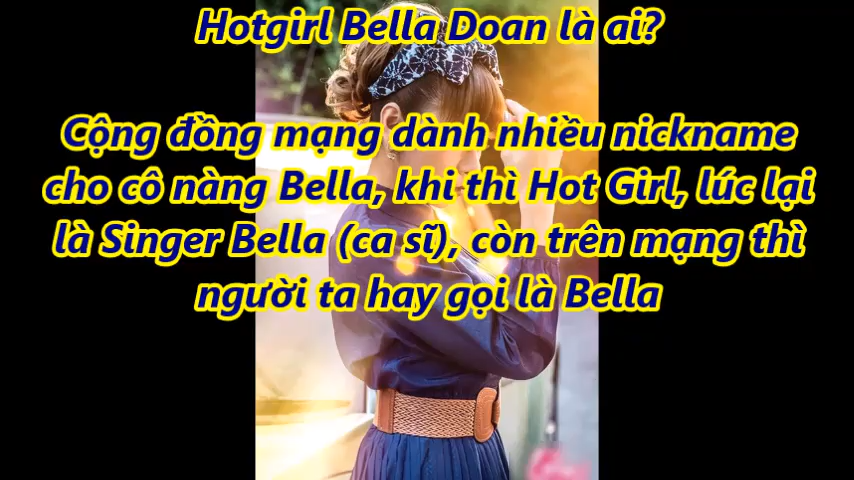 Hotgirl Bella Doan là ai?
Cộng đồng mạng dành nhiều nickname
cho cô nàng Bella, khi thì Hot Girl, lúc lại
là Singer Bella (ca sĩ), còn trên mạng thì
người ta hay gọi là Bella